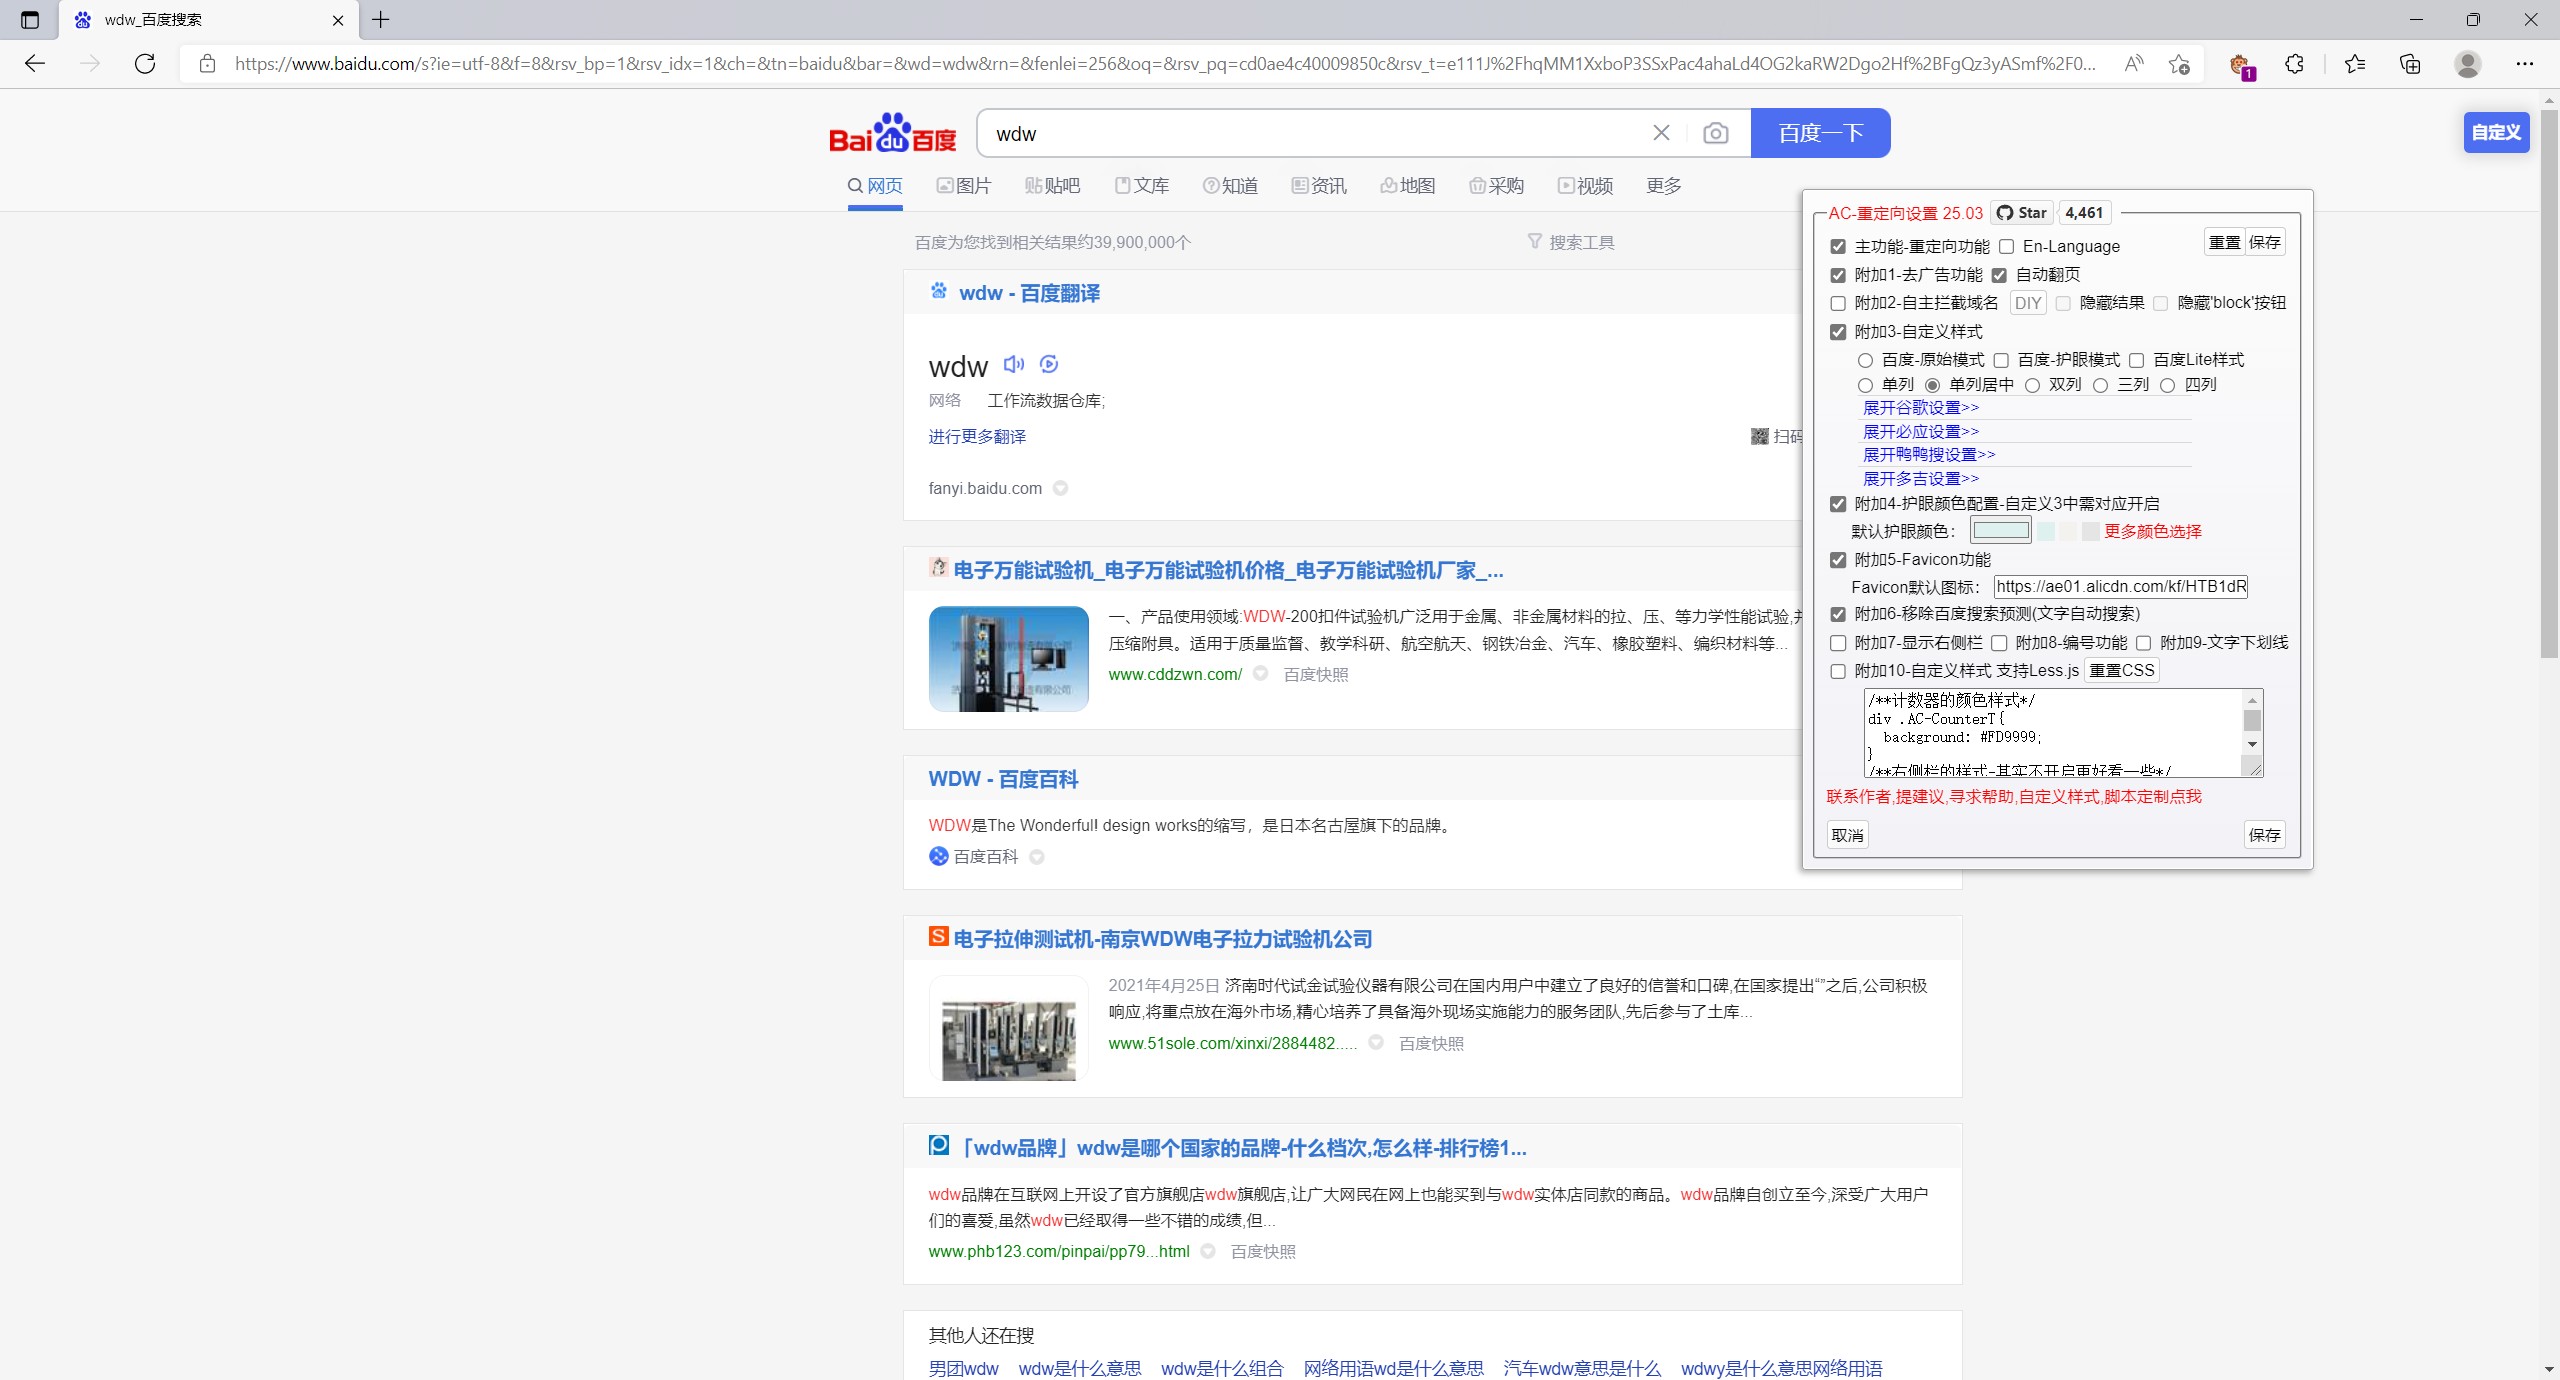 wdw_百度搜索
https://www.baidu.com/s?ie=utf-8&f=8&rsv_bp=1&rsv_idx=1&ch=&tn=baidu&bar=&wd=wdw&rn=&fenlei=256&oq=&rsv_pq=cd0ae4c40009850c&rsv_t=e111J%2FhqMM1XxboP3SSxPac4ahaLd4OG2kaRW2Dgo2Hf%2BFgQz3yASmf%2F0...
1
Bai du 百度
wdw
百度一下
自定义
网页 图片 贴吧 文库 知道 资讯 地图 采购 视频 更多
百度为您找到相关结果约39,900,000个
搜索工具
wdw - 百度翻译
wdw
网络 工作流数据仓库;
进行更多翻译
扫码
fanyi.baidu.com
电子万能试验机_电子万能试验机价格_电子万能试验机厂家_...
一、产品使用领域:WDW-200扣件试验机广泛用于金属、非金属材料的拉、压、等力学性能试验,
压缩附具。适用于质量监督、教学科研、航空航天、钢铁冶金、汽车、橡胶塑料、编织材料等...
www.cddzwn.com/ 百度快照
WDW - 百度百科
WDW是The Wonderfull design works的缩写，是日本名古屋旗下的品牌。
百度百科
电子拉伸测试机-南京WDW电子拉力试验机公司
2021年4月25日 济南时代试金试验仪器有限公司在国内用户中建立了良好的信誉和口碑,在国家提出“”之后,公司积极
响应,将重点放在海外市场,精心培养了具备海外现场实施能力的服务团队,先后参与了土库...
www.51sole.com/xinxi/2884482..... 百度快照
「wdw品牌」wdw是哪个国家的品牌-什么档次,怎么样-排行榜1...
wdw品牌在互联网上开设了官方旗舰店wdw旗舰店,让广大网民在网上也能买到与wdw实体店同款的商品。wdw品牌自创立至今,深受广大用户
们的喜爱,虽然wdw已经取得一些不错的成绩,但...
www.phb123.com/pinpai/pp79...html 百度快照
其他人还在搜
男团wdw wdw是什么意思 wdw是什么组合 网络用语wd是什么意思 汽车wdw意思是什么 wdwy是什么意思网络用语
AC-重定向设置 25.03 Star 4,461
主功能-重定向功能 En-Language 重置 保存
附加1-去广告功能 自动翻页
附加2-自主拦截域名 DIY 隐藏结果 隐藏'block'按钮
附加3-自定义样式
百度-原始模式 百度-护眼模式 百度Lite样式
单列 单列居中 双列 三列 四列
展开谷歌设置>>
展开必应设置>>
展开鸭鸭搜设置>>
展开多吉设置>>
附加4-护眼颜色配置-自定义3中需对应开启
默认护眼颜色： 更多颜色选择
附加5-Favicon功能
Favicon默认图标： https://ae01.alicdn.com/kf/HTB1dR
附加6-移除百度搜索预测(文字自动搜索)
附加7-显示右侧栏 附加8-编号功能 附加9-文字下划线
附加10-自定义样式 支持Less.js 重置CSS
/**计数器的颜色样式*/
div .AC-CounterT{
background: #FD9999;
}
/**右侧栏的样式-其实不开启更好看一些*/
联系作者,提建议,寻求帮助,自定义样式,脚本定制点我
取消 保存